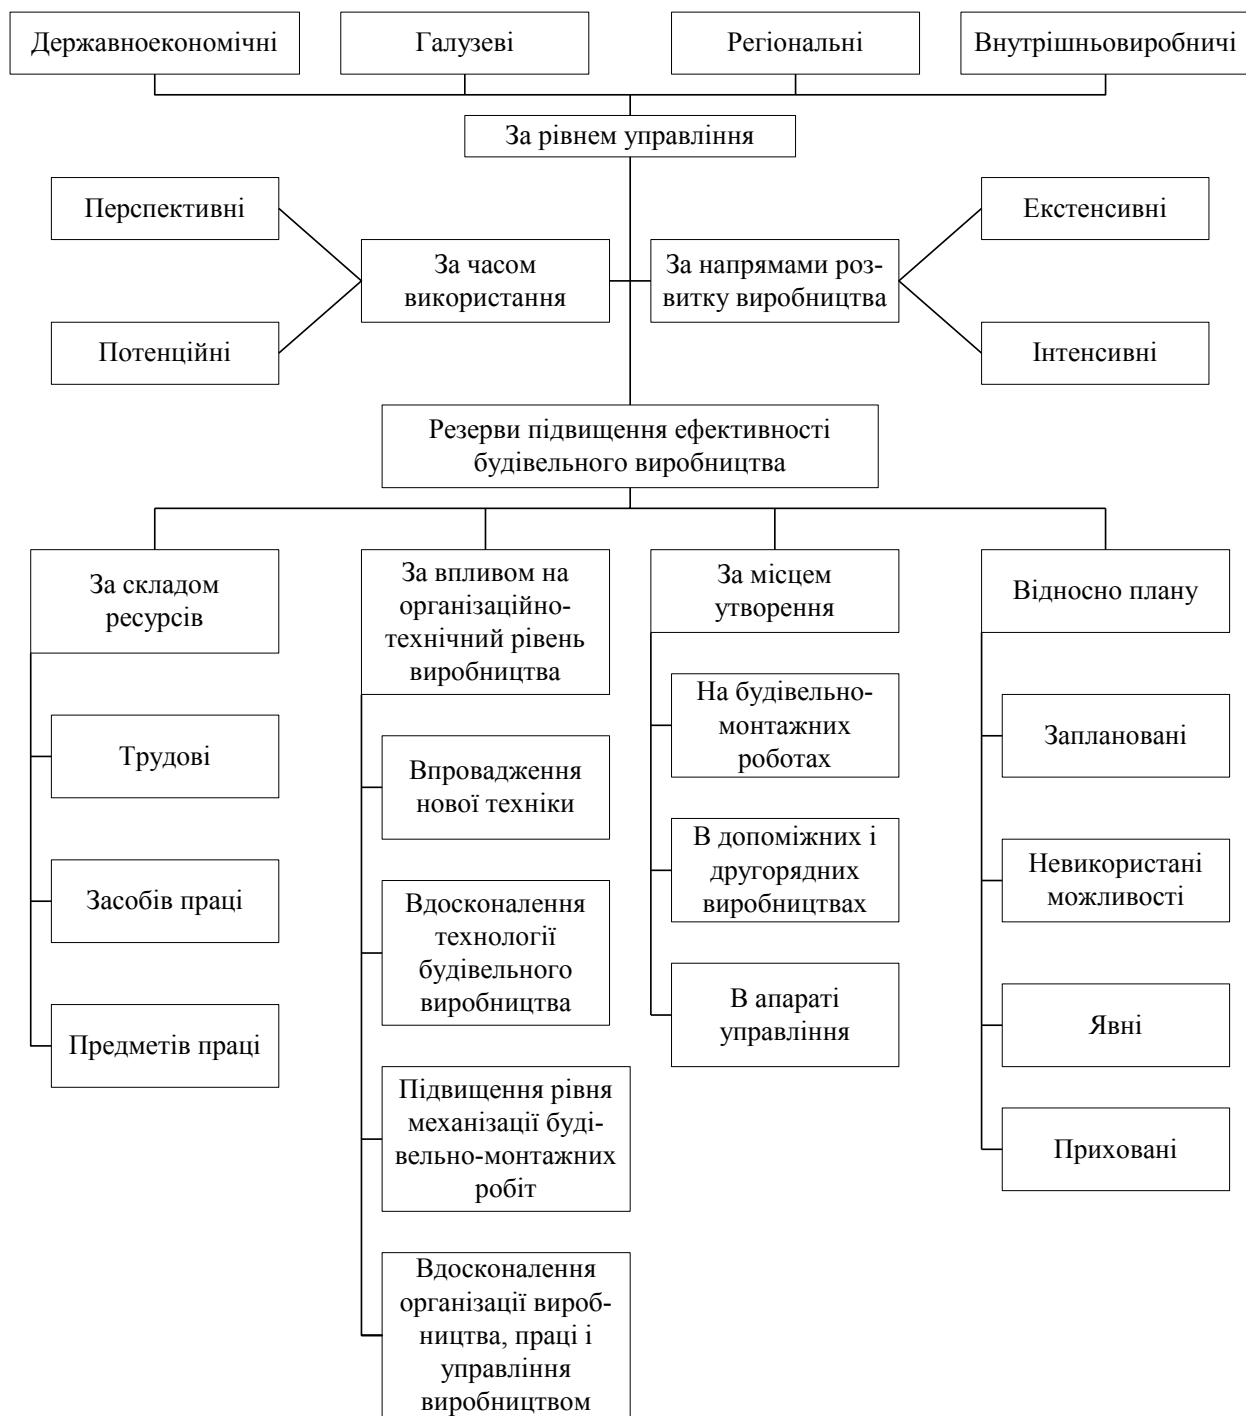 Державноекономічні
Галузеві
Регіональні
Внутрішньовиробничі
За рівнем управління
Перспективні
Екстенсивні
За часом
використання
За напрямами роз-
витку виробництва
Потенційні
Інтенсивні
Резерви підвищення ефективності
будівельного виробництва
За складом
ресурсів
Трудові
Засобів праці
Предметів праці
За впливом на
організаційно-
технічний рівень
виробництва
Впровадження
нової техніки
Вдосконалення
технології
будівельного
виробництва
Підвищення рівня
механізації буді-
вельно-монтажних
робіт
Вдосконалення
організації вироб-
ництва, праці і
управління
виробництвом
За місцем
утворення
На будівельно-
монтажних
роботах
В допоміжних і
другорядних
виробництвах
В апараті
управління
Відносно плану
Заплановані
Невикористані
можливості
Явні
Приховані